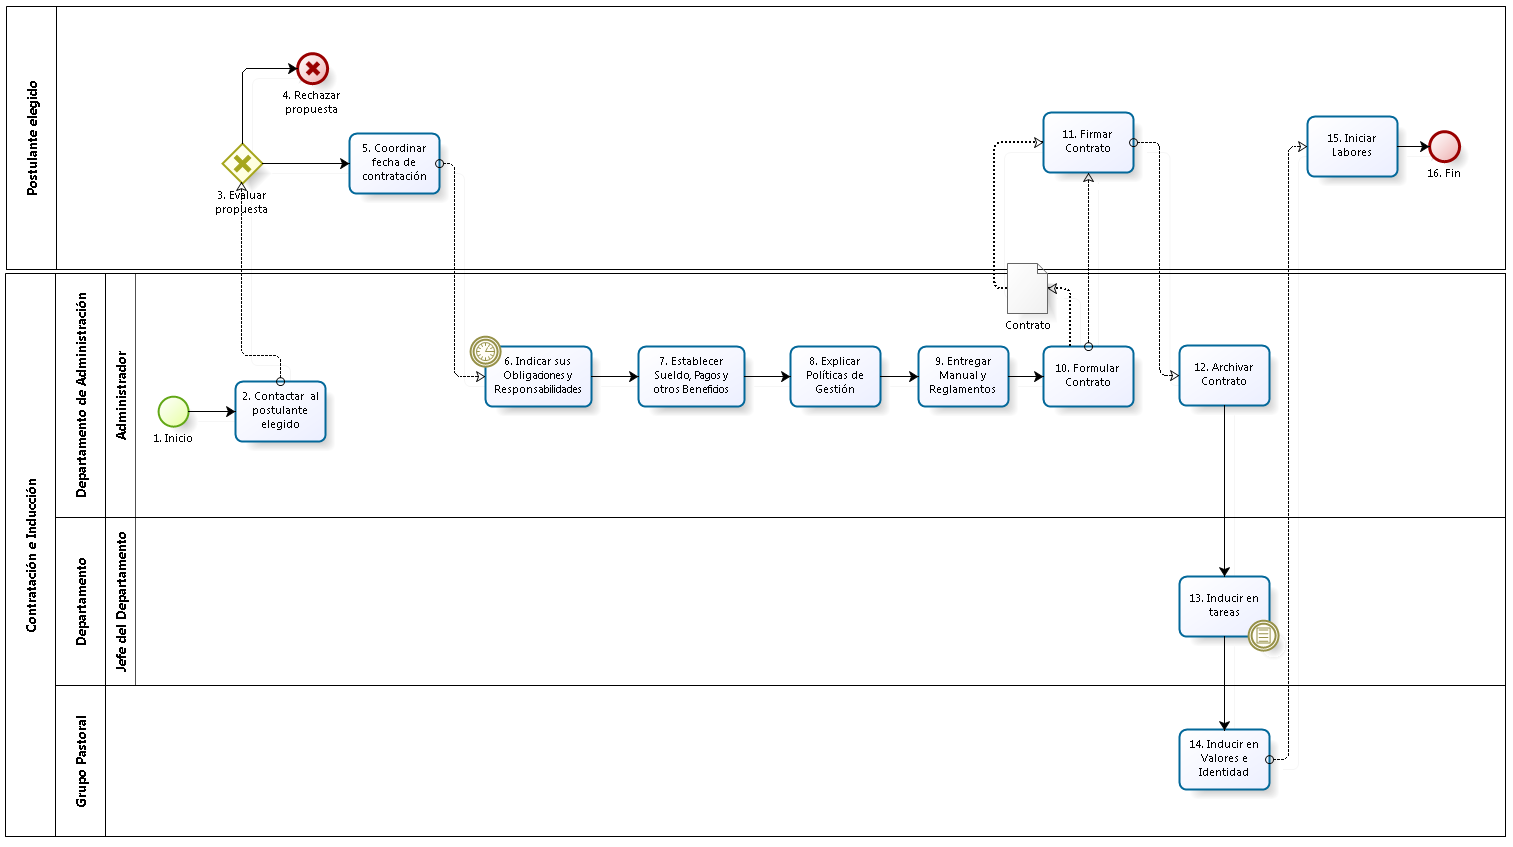 Postulante elegido
4. Rechazar
propuesta
3. Evaluar
propuesta
5. Coordinar
fecha de
contratación
11. Firmar
Contrato
15. Iniciar
Labores
16. Fin
Contratación e Inducción
Departamento de Administración
Administrador
1. Inicio
2. Contactar al
postulante
elegido
6. Indicar sus
Obligaciones y
Responsabilidades
7. Establecer
Sueldo, Pagos y
otros Beneficios
8. Explicar
Políticas de
Gestión
9. Entregar
Manual y
Reglamentos
Contrato
10. Formular
Contrato
12. Archivar
Contrato
Departamento
Jefe del Departamento
13. Inducir en
tareas
Grupo Pastoral
14. Inducir en
Valores e
Identidad